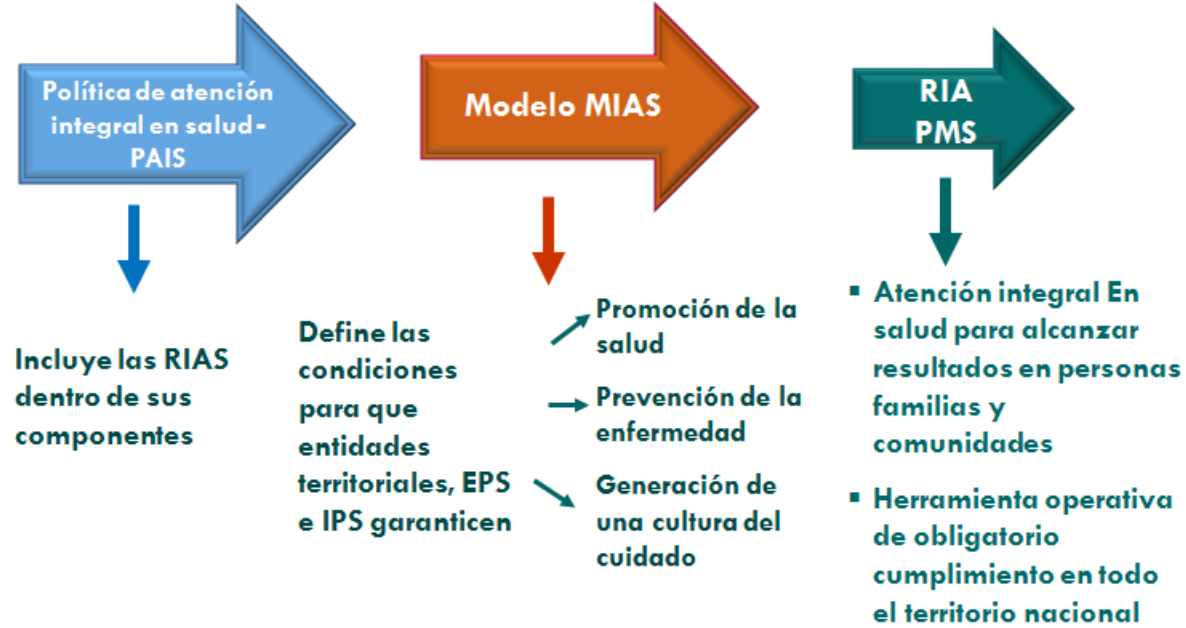 Política de atención
integral en salud-
PAIS
Modelo MIAS
RIA
PMS
Incluye las RIAS
dentro de sus
componentes
Define las
condiciones
para que
entidades
territoriales, EPS
e IPS garanticen
Promoción de la
salud
Prevención de la
enfermedad
Generación de
una cultura del
cuidado
▪ Atención integral En
salud para alcanzar
resultados en personas
familias y
comunidades
▪ Herramienta operativa
de obligatorio
cumplimiento en todo
el territorio nacional